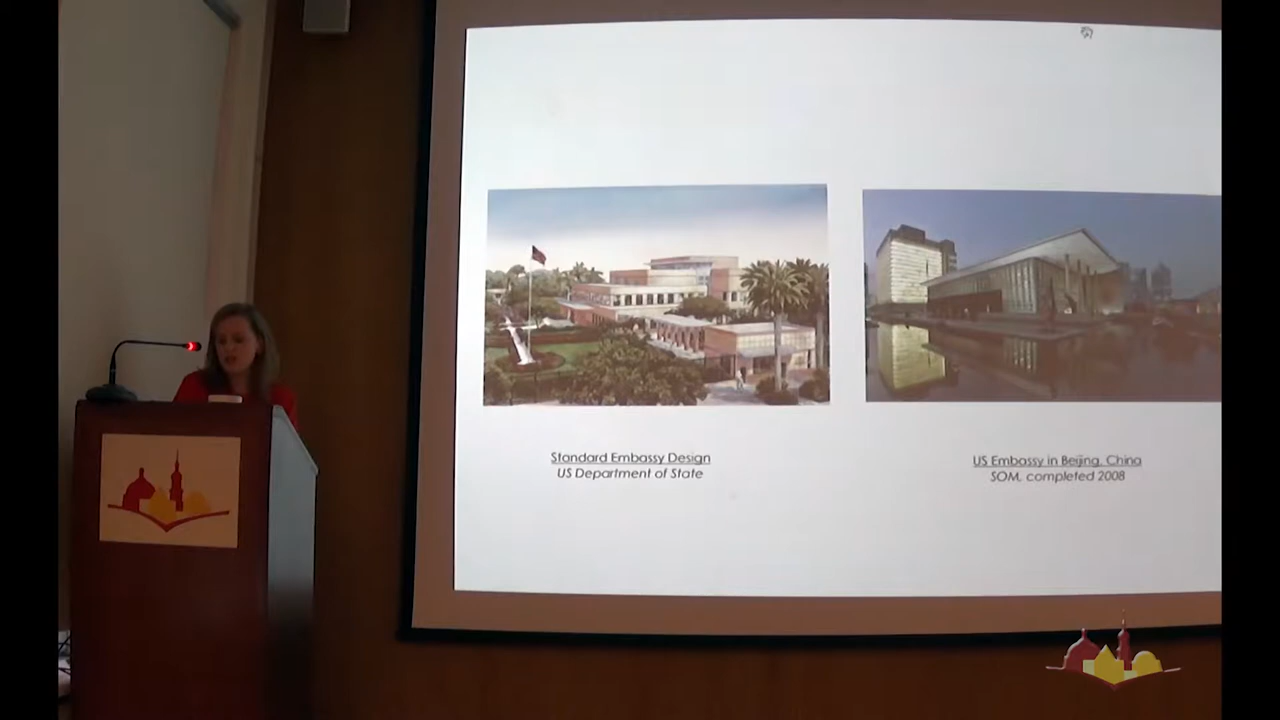 Standard Embassy Design
US Department of State
US Embassy in Beijing, China
SOM, completed 2008